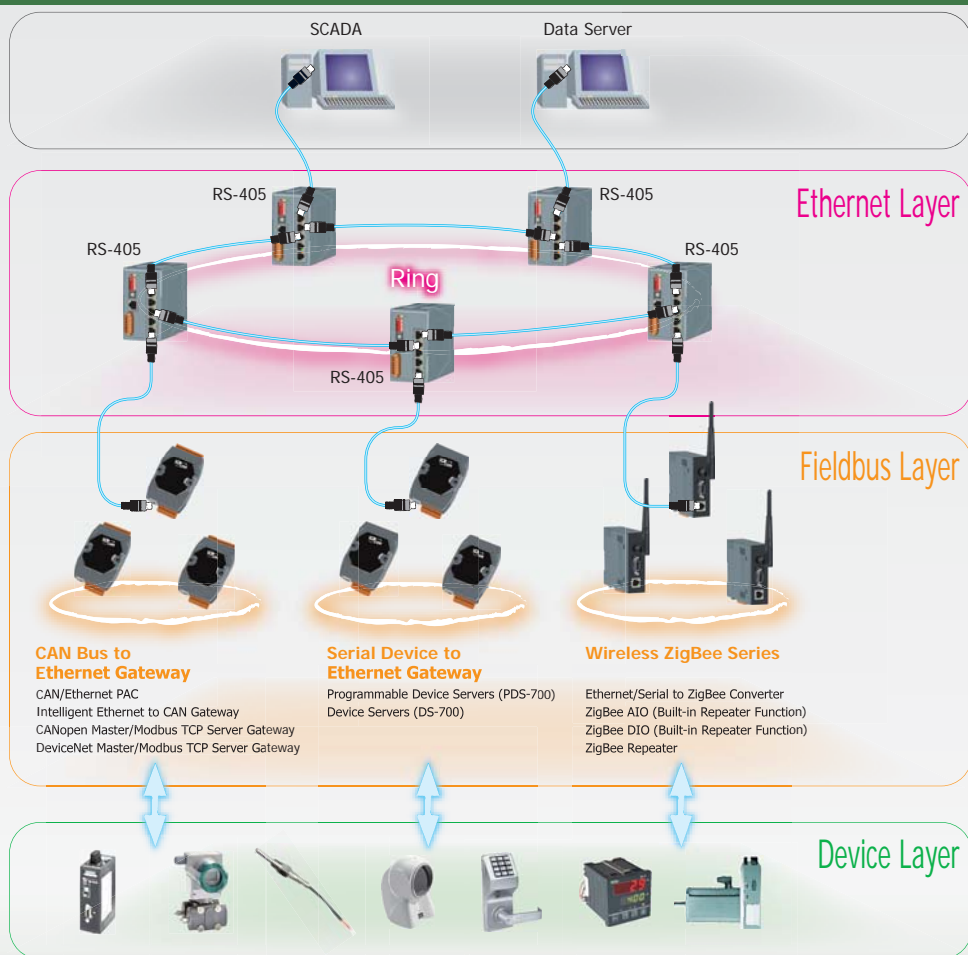 SCADA
Data Server
Ethernet Layer
RS-405
RS-405
RS-405
RS-405
Ring
RS-405
Fieldbus Layer
CAN Bus to
Ethernet Gateway
CAN/Ethernet PAC
Intelligent Ethernet to CAN Gateway
CANopen Master/Modbus TCP Server Gateway
DeviceNet Master/Modbus TCP Server Gateway
Serial Device to
Ethernet Gateway
Programmable Device Servers (PDS-700)
Device Servers (DS-700)
Wireless ZigBee Series
Ethernet/Serial to ZigBee Converter
ZigBee AIO (Built-in Repeater Function)
ZigBee DIO (Built-in Repeater Function)
ZigBee Repeater
Device Layer